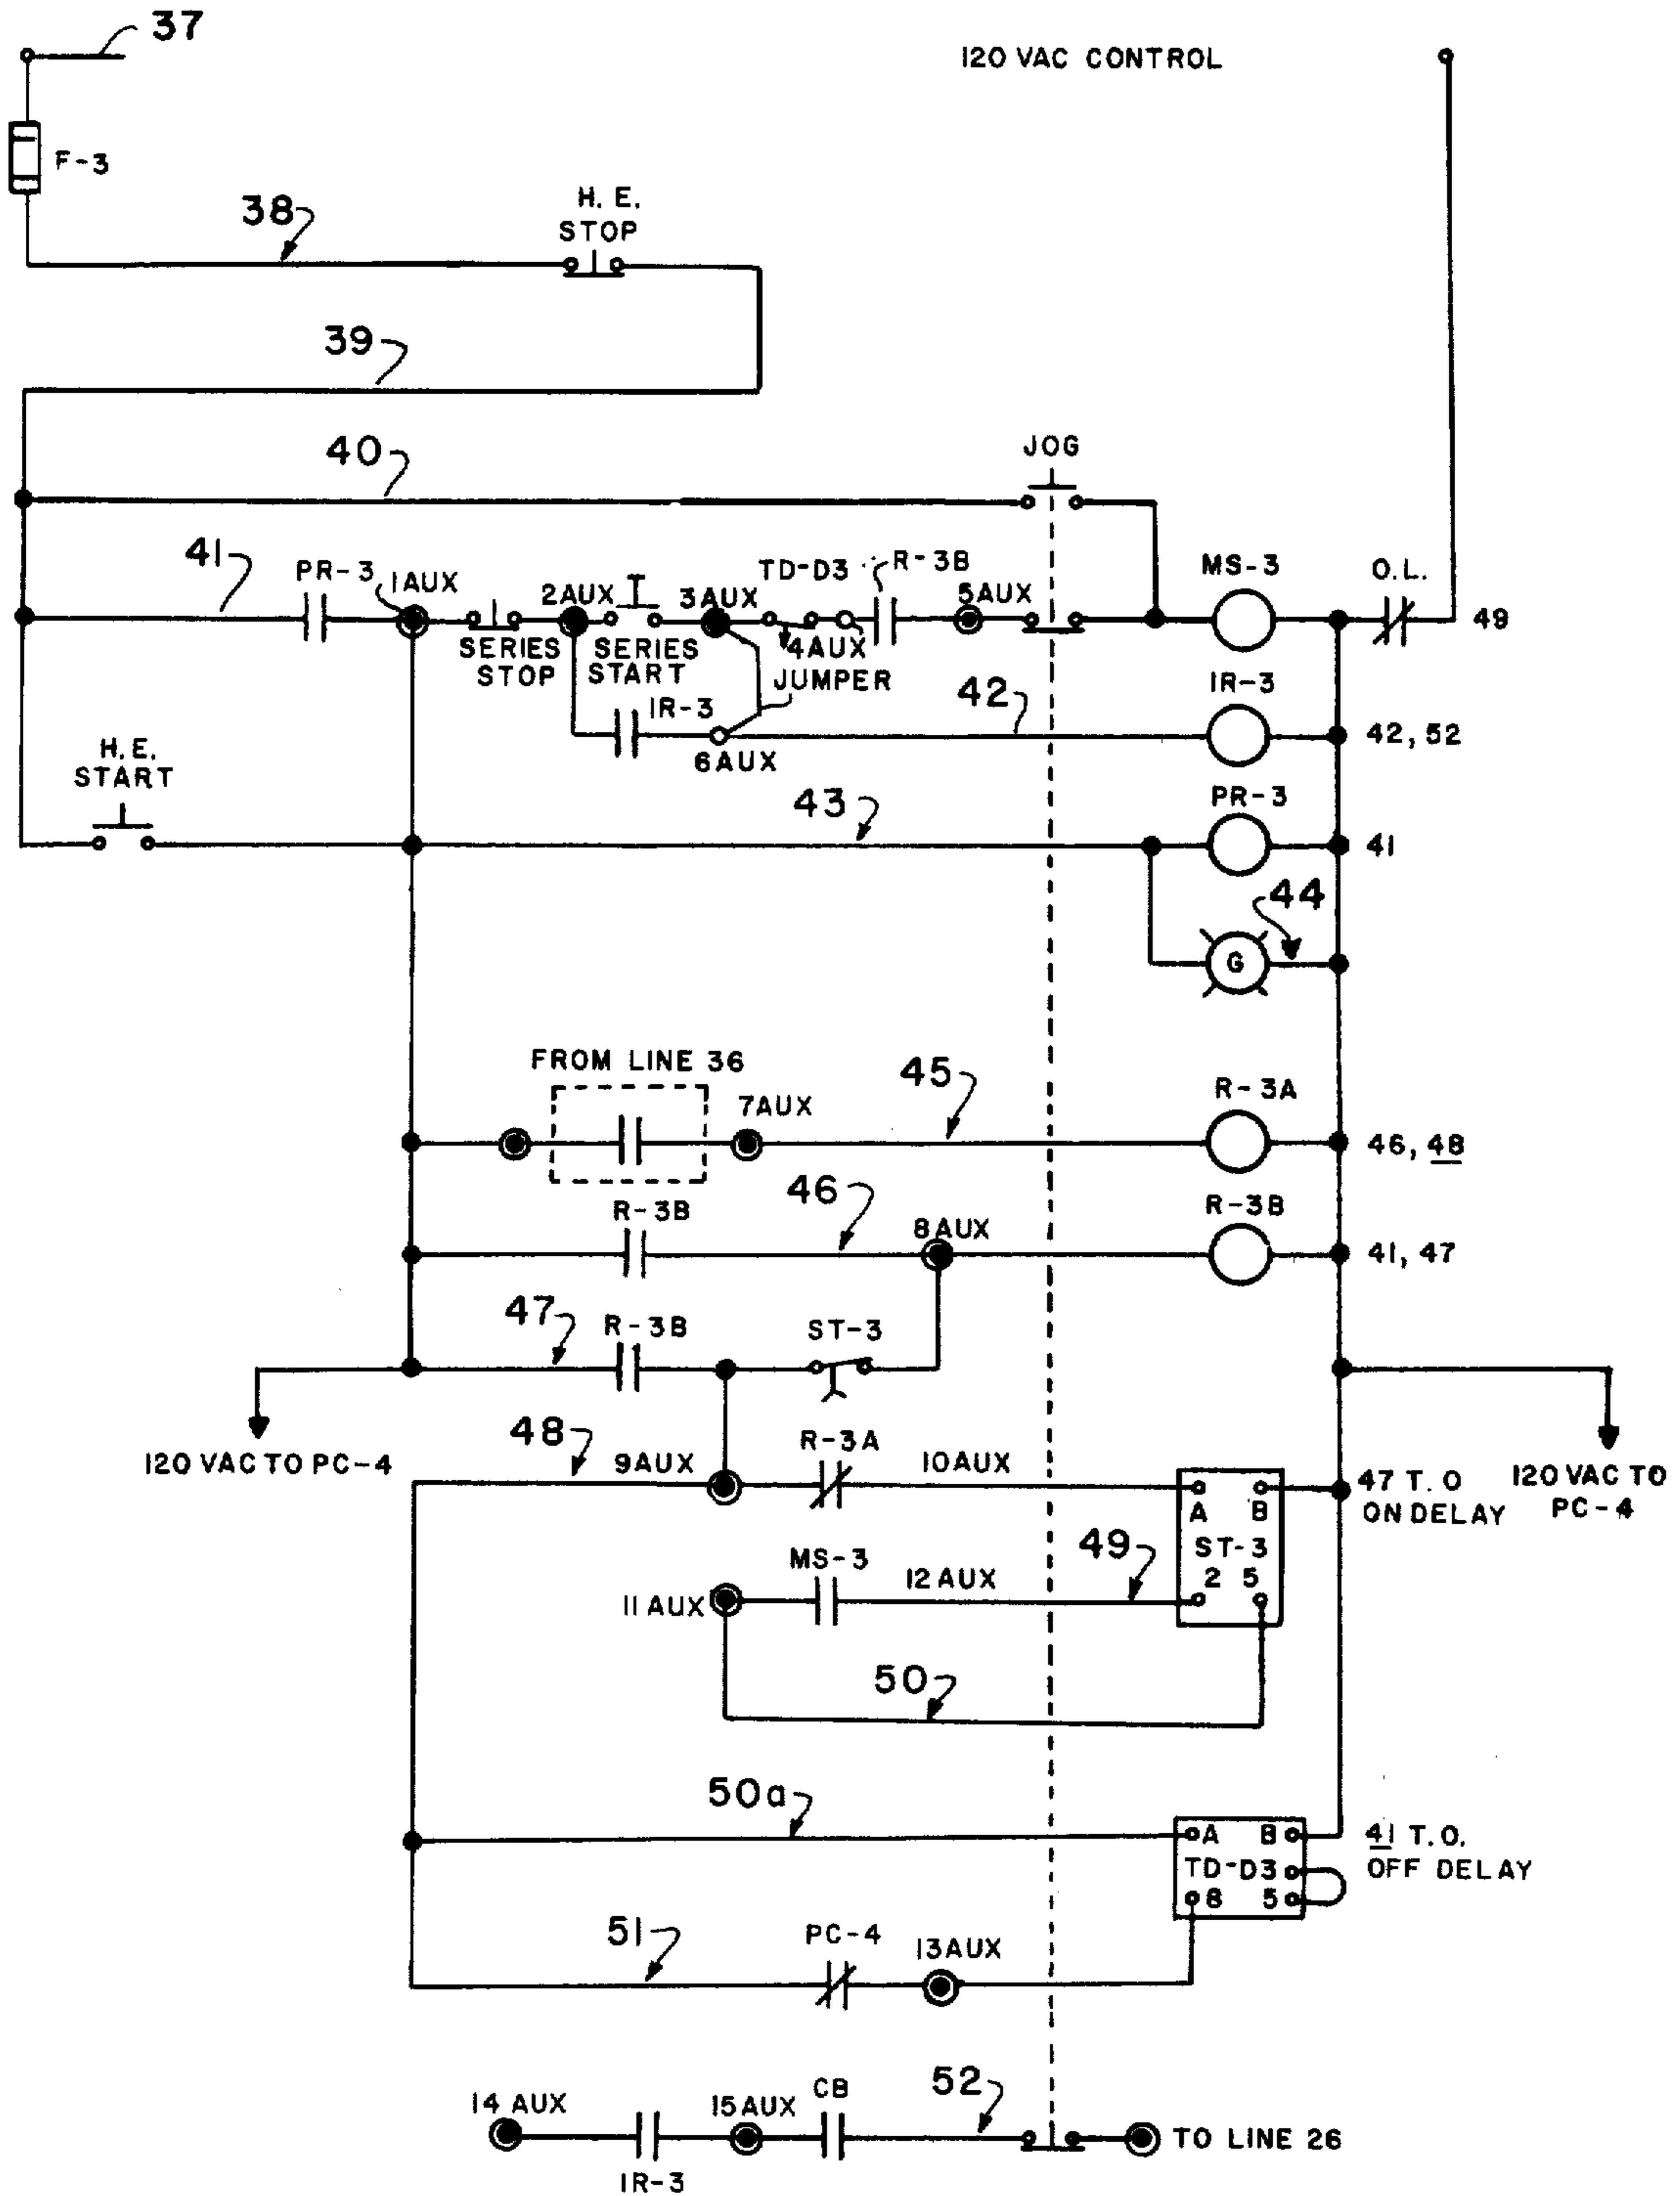 37
120 VAC CONTROL
F-3
38
H. E.
STOP
39
40
JOG
41
PR-3
1AUX
2AUX
3AUX
TD-D3
R-3B
5AUX
MS-3
O.L.
49
SERIES
STOP
SERIES
START
4AUX
JUMPER
IR-3
6AUX
42
IR-3
42, 52
H.E.
START
43
PR-3
41
44
G
FROM LINE 36
7AUX
45
R-3A
46, 48
R-3B
46
8AUX
R-3B
41, 47
47
R-3B
ST-3
120 VAC TO PC-4
48
9AUX
R-3A
10AUX
A B
ST-3
2 5
47 T. O
ON DELAY
120 VAC TO
PC-4
MS-3
11 AUX
12 AUX
49
50
50a
A B
TD-D3
8 5
41 T.O.
OFF DELAY
51
PC-4
13AUX
14 AUX
IR-3
15 AUX
CB
52
TO LINE 26